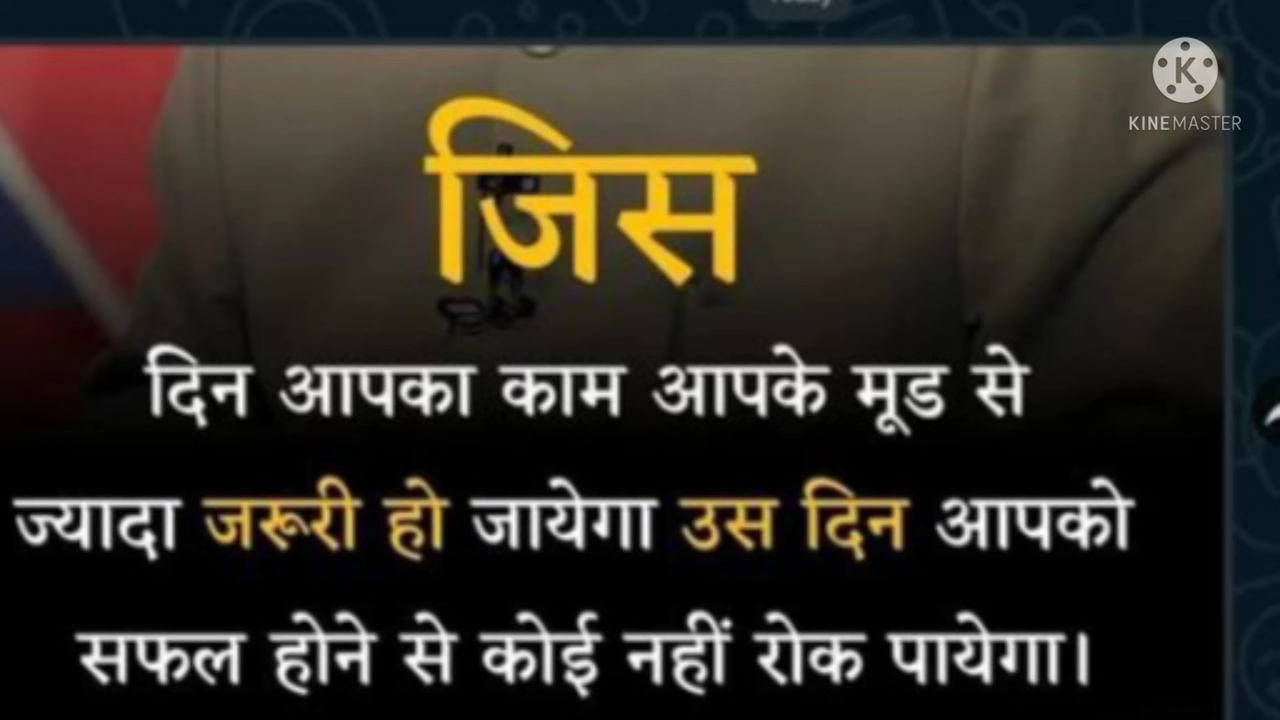 KINEMASTER
जिस
दिन आपका काम आपके मूड से
ज्यादा जरूरी हो जायेगा उस दिन आपको
सफल होने से कोई नहीं रोक पायेगा।